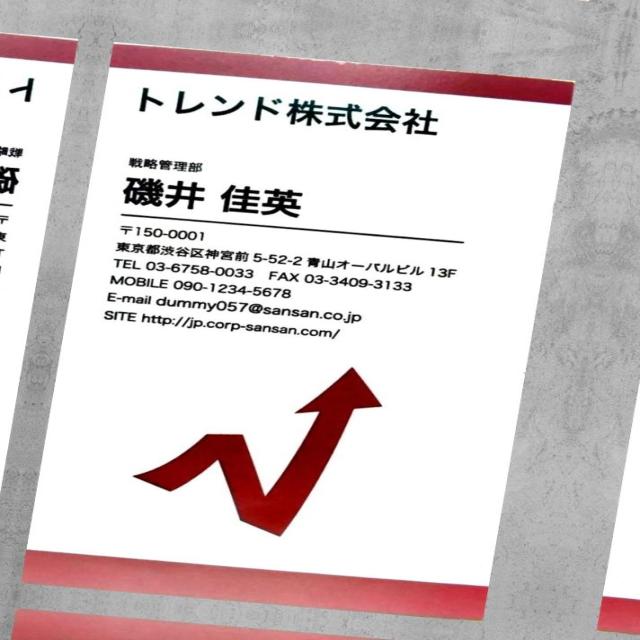 トレンド株式会社
戦略管理部
磯井 佳英
〒150-0001
東京都渋谷区神宮前 5-52-2 青山オーバルビル 13F
TEL 03-6758-0033 FAX 03-3409-3133
MOBILE 090-1234-5678
E-mail dummy057@sansan.co.jp
SITE http://jp.corp-sansan.com/